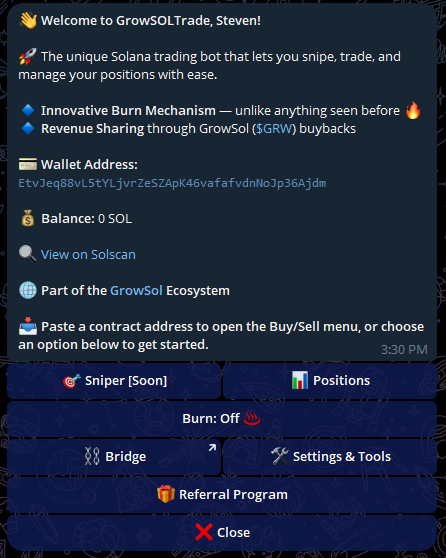 👋 Welcome to GrowSOLTrade, Steven!
🚀 The unique Solana trading bot that lets you snipe, trade, and
manage your positions with ease.
🔹 Innovative Burn Mechanism — unlike anything seen before 🔥
🔹 Revenue Sharing through GrowSol ($GRW) buybacks
💳 Wallet Address:
EtvJeq88vL5tYLjvrZeSZApK46vafafvdnNoJp36Ajdm
💰 Balance: 0 SOL
🔍 View on Solscan
🌐 Part of the GrowSol Ecosystem
📥 Paste a contract address to open the Buy/Sell menu, or choose
an option below to get started.
3:30 PM
🎯 Sniper [Soon]
📊 Positions
Burn: Off ♨️
⛓️ Bridge
🛠️ Settings & Tools
🎁 Referral Program
❌ Close